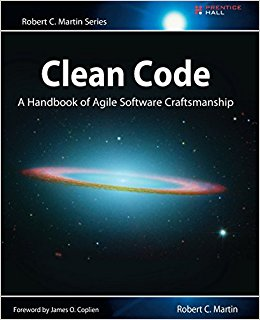 Robert C. Martin Series
PRENTICE
HALL
Clean Code
A Handbook of Agile Software Craftsmanship
Foreword by James O. Coplien
Robert C. Martin